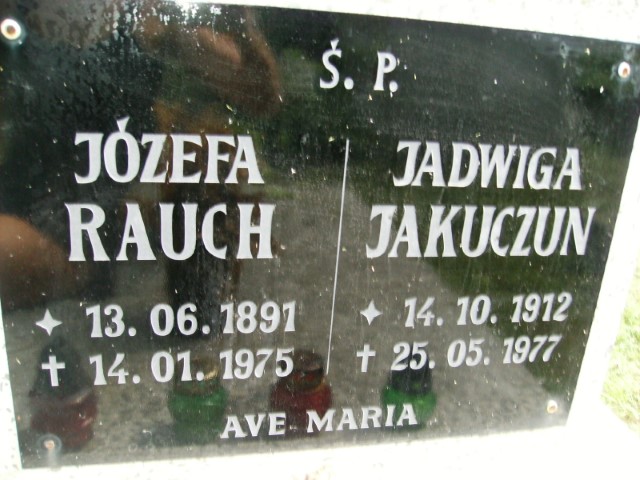 Ś. P.
JÓZEFA
RAUCH
✦ 13. 06. 1891
✝ 14. 01. 1975
JADWIGA
JAKUCZUN
✦ 14. 10. 1912
✝ 25. 05. 1977
AVE MARIA